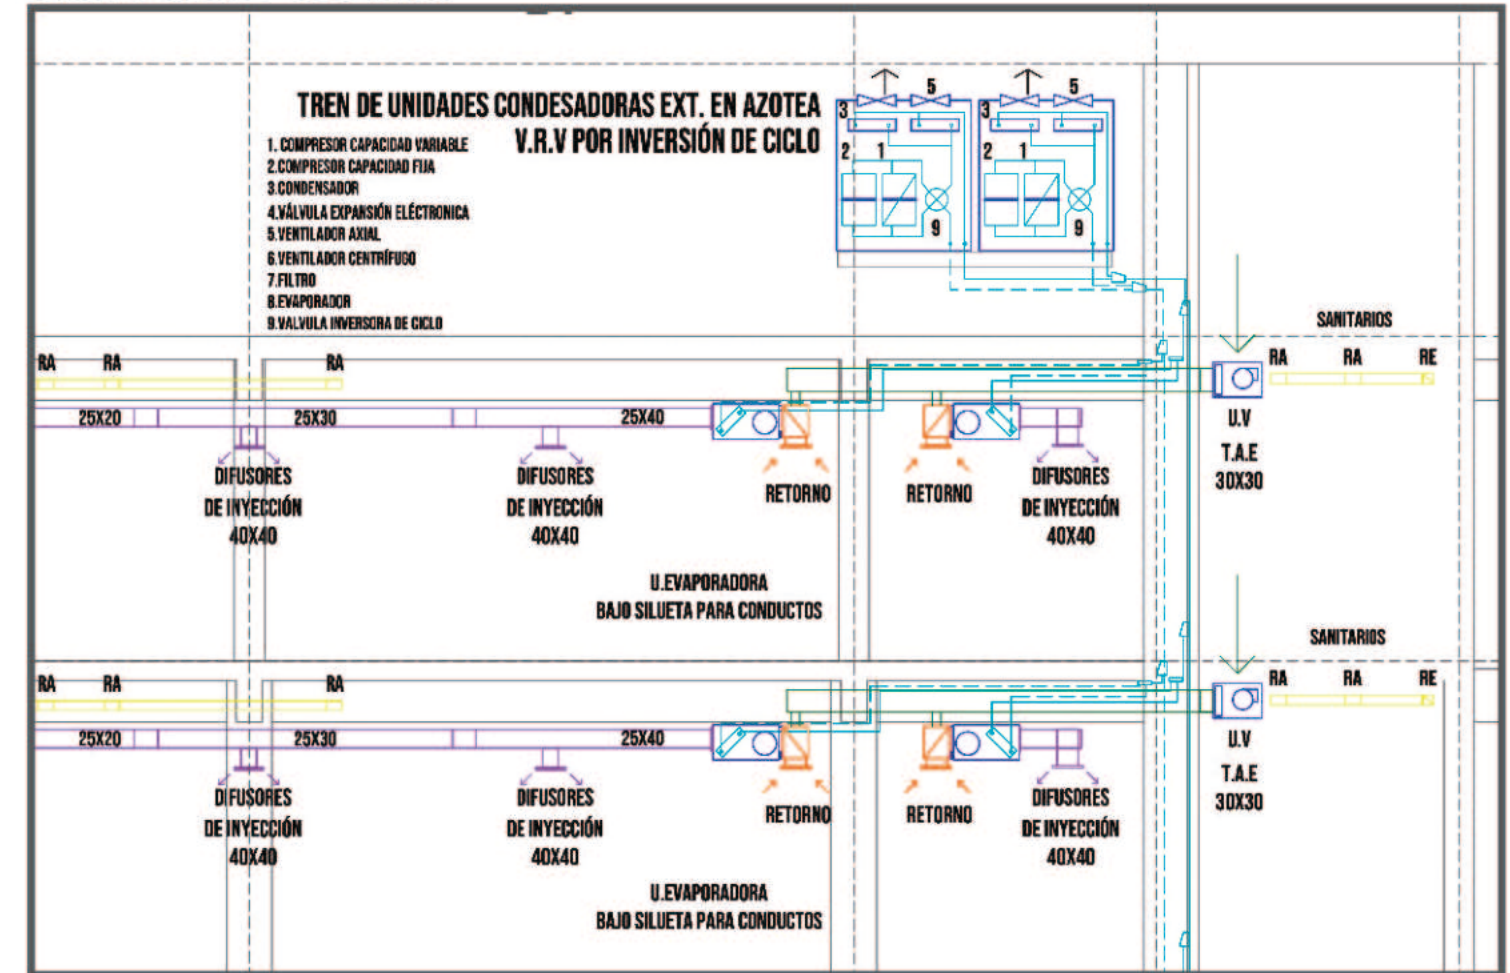 TREN DE UNIDADES CONDESADORAS EXT. EN AZOTEA
V.R.V POR INVERSIÓN DE CICLO
1. COMPRESOR CAPACIDAD VARIABLE
2.COMPRESOR CAPACIDAD FIJA
3.CONDENSADOR
4.VÁLVULA EXPANSIÓN ELÉCTRONICA
5.VENTILADOR AXIAL
6.VENTILADOR CENTRÍFUGO
7.FILTRO
8.EVAPORADOR
9.VALVULA INVERSORA DE CICLO
3 5 3 5
2 1 2 1
9 9
SANITARIOS
RA RA RA RA RA RE
25X20 25X30 25X40 U.V
T.A.E
30X30
DIFUSORES
DE INYECCIÓN
40X40
DIFUSORES
DE INYECCIÓN
40X40
RETORNO
RETORNO
DIFUSORES
DE INYECCIÓN
40X40
U.EVAPORADORA
BAJO SILUETA PARA CONDUCTOS
SANITARIOS
RA RA RA RA RA RE
25X20 25X30 25X40 U.V
T.A.E
30X30
DIFUSORES
DE INYECCIÓN
40X40
DIFUSORES
DE INYECCIÓN
40X40
RETORNO
RETORNO
DIFUSORES
DE INYECCIÓN
40X40
U.EVAPORADORA
BAJO SILUETA PARA CONDUCTOS